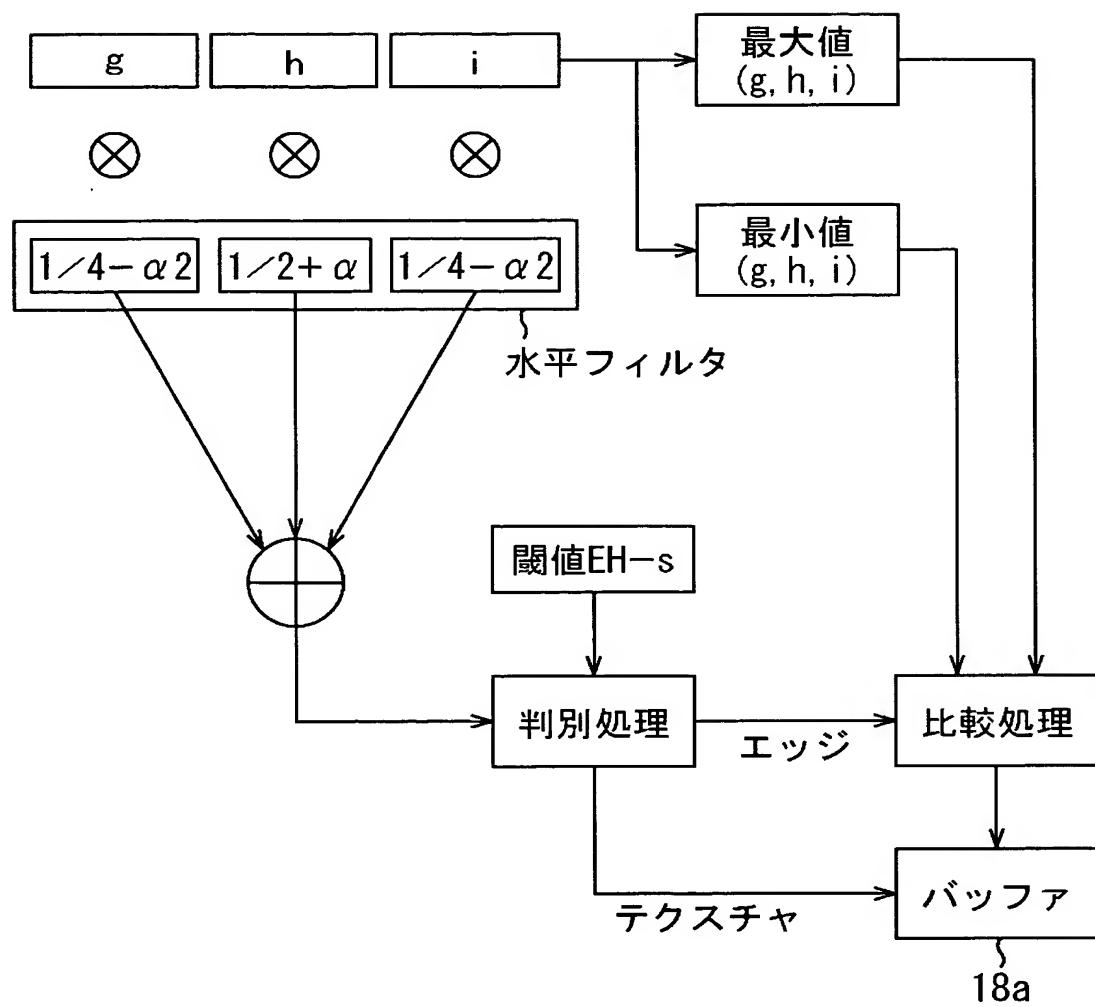 g h i
最大値
(g, h, i)
1/4-α2 1/2+α 1/4-α2
最小値
(g, h, i)
水平フィルタ
閾値EH-s
判別処理
エッジ
比較処理
テクスチャ
バッファ
18a